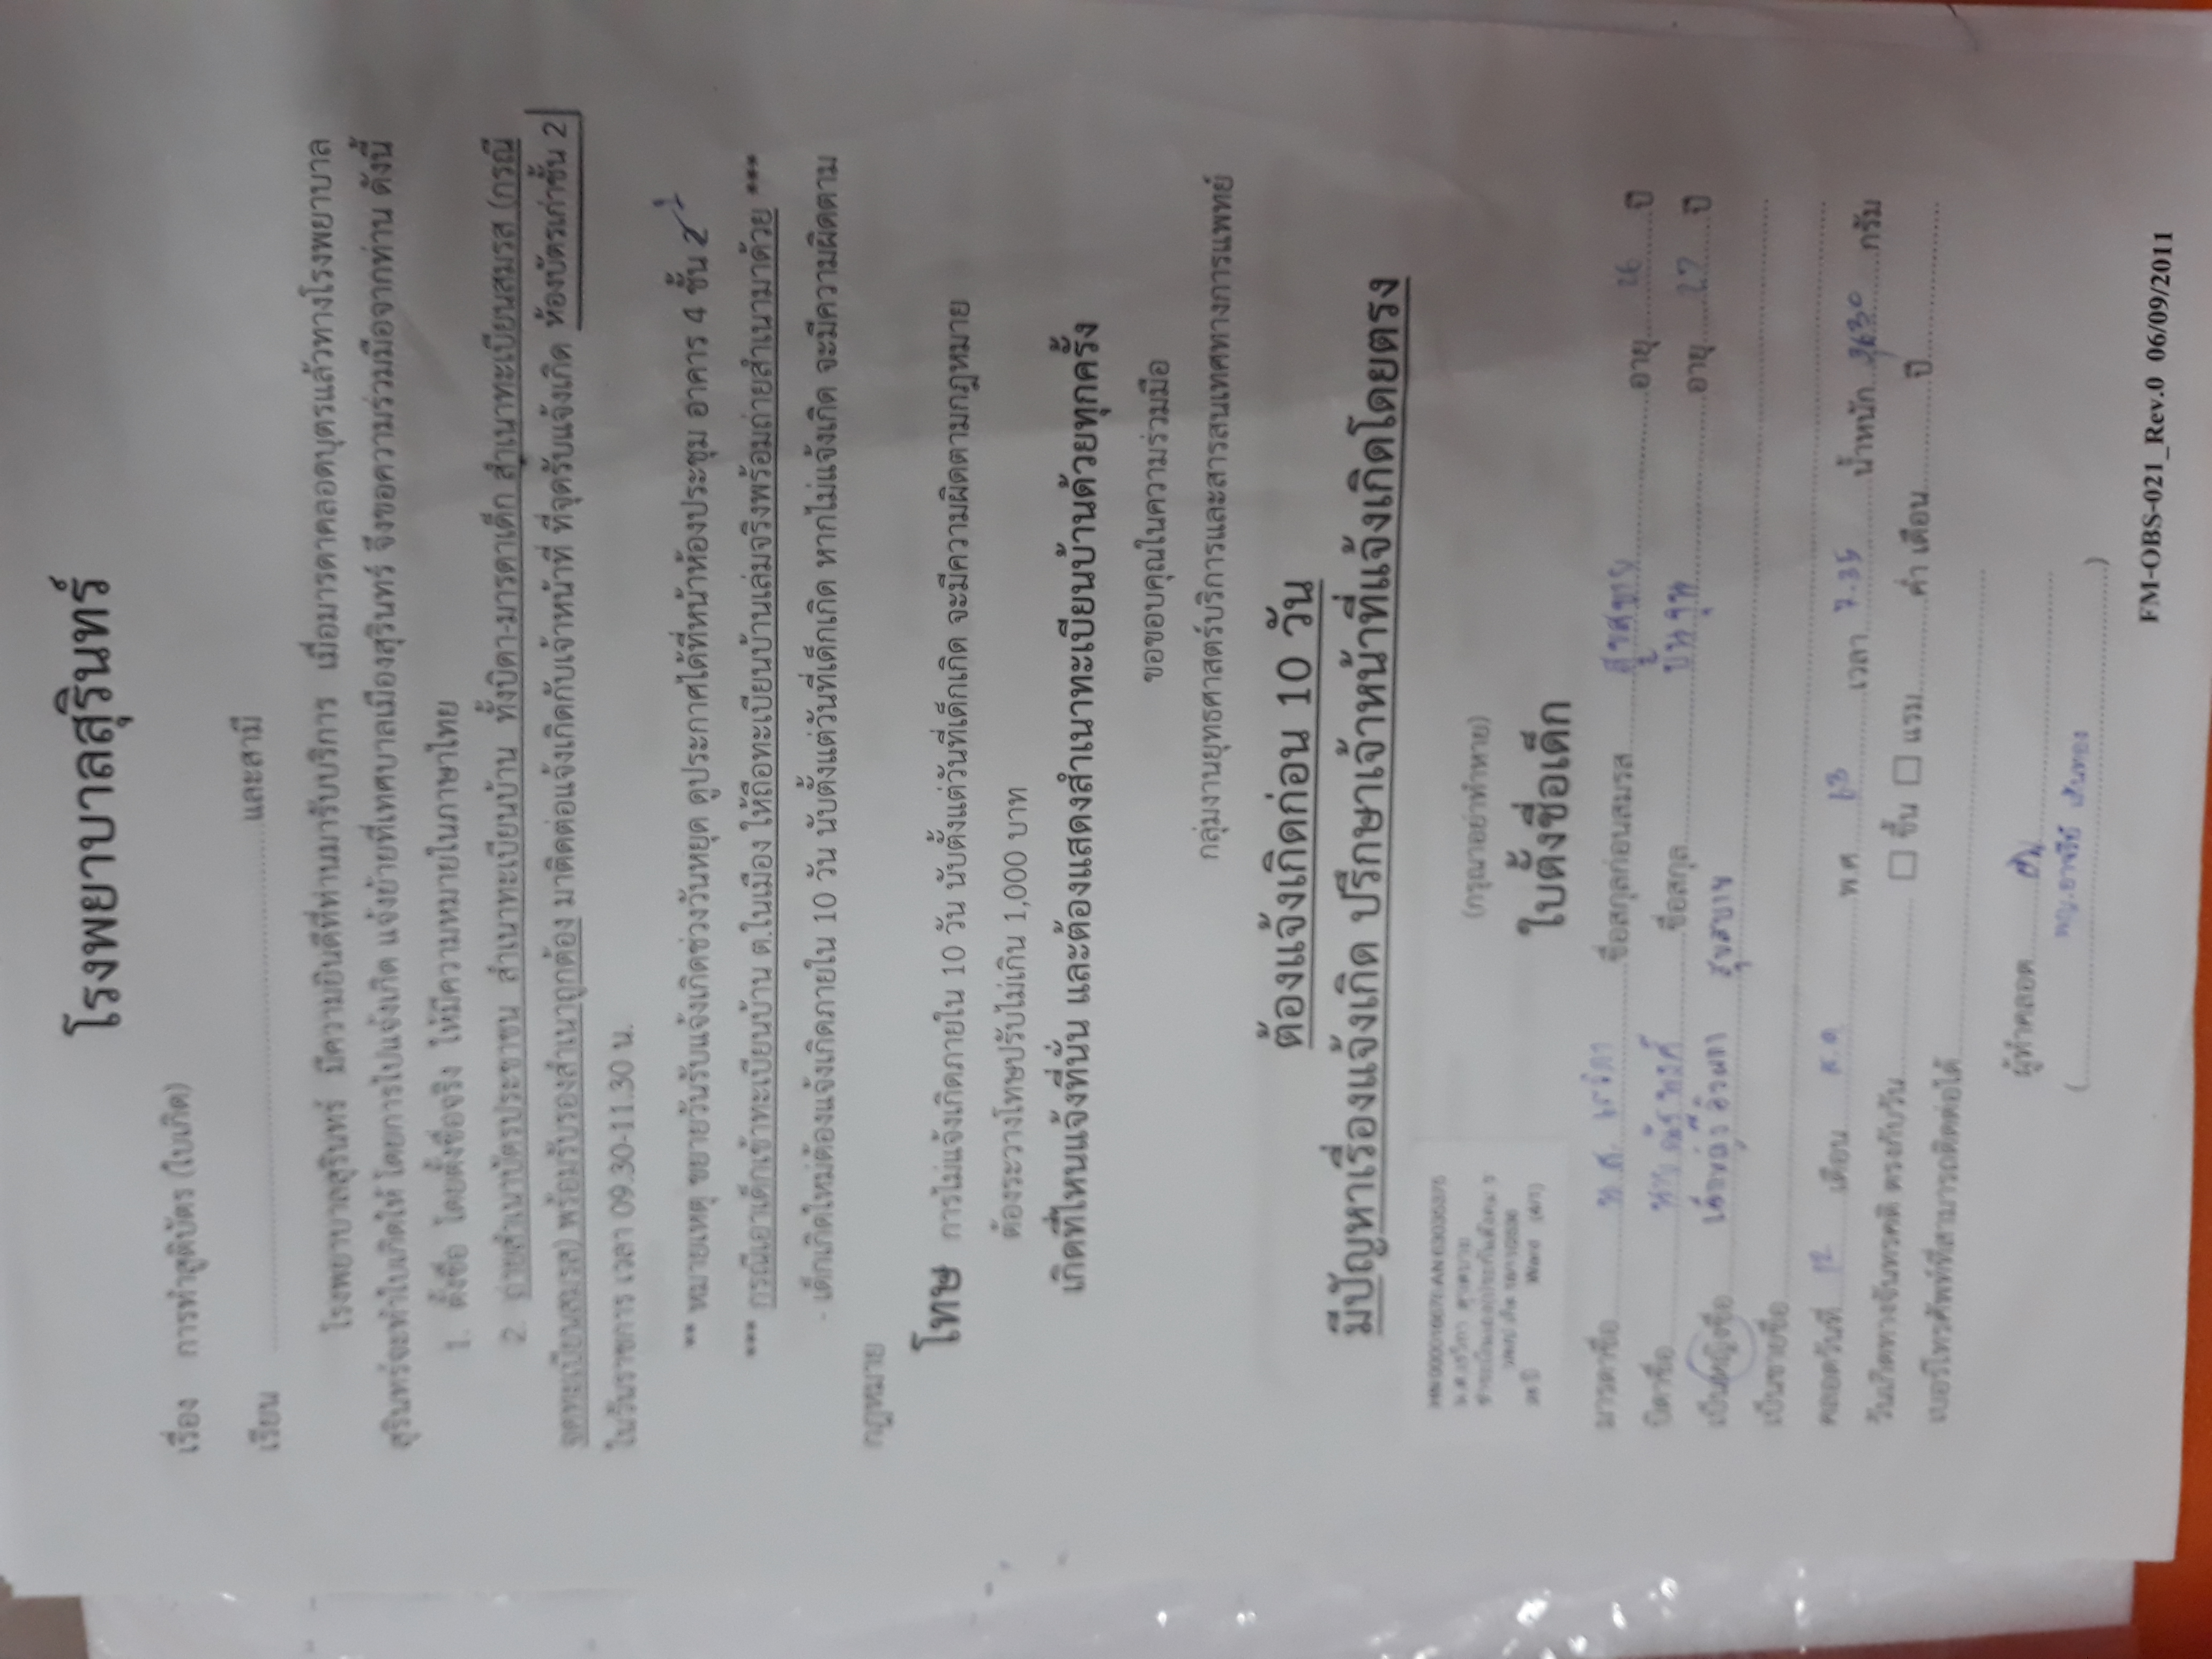 โรงพยาบาลสุรินทร์
เรื่อง การทำสูติบัตร (ใบเกิด)
เรียน ........................................ และสามี
โรงพยาบาลสุรินทร์ มีความยินดีที่ท่านมารับบริการ เมื่อมารดาคลอดบุตรแล้วทางโรงพยาบาล
สุรินทร์จะทำใบเกิดให้ โดยการไปแจ้งเกิด แจ้งย้ายที่เทศบาลเมืองสุรินทร์ จึงขอความร่วมมือจากท่าน ดังนี้
1. ตั้งชื่อ โดยตั้งชื่อจริง ให้มีความหมายในภาษาไทย
2. ถ่ายสำเนาบัตรประชาชน สำเนาทะเบียนบ้าน ทั้งบิดา-มารดาเด็ก สำเนาทะเบียนสมรส (กรณี
จดทะเบียนสมรส) พร้อมรับรองสำเนาถูกต้อง มาติดต่อแจ้งเกิดกับเจ้าหน้าที่ ที่จุดรับแจ้งเกิด ห้องบัตรเก่าชั้น 2
ในวันราชการ เวลา 09.30-11.30 น.
** หมายเหตุ ขยายวันรับแจ้งเกิดช่วงวันหยุด ดูประกาศได้ที่หน้าห้องประชุม อาคาร 4 ชั้น 2
*** กรณีเอาเด็กเข้าทะเบียนบ้าน ต.ในเมือง ให้ถือทะเบียนบ้านเล่มจริงพร้อมถ่ายสำเนามาด้วย ***
- เด็กเกิดใหม่ต้องแจ้งเกิดภายใน 10 วัน นับตั้งแต่วันที่เด็กเกิด หากไม่แจ้งเกิด จะมีความผิดตาม
กฎหมาย
โทษ การไม่แจ้งเกิดภายใน 10 วัน นับตั้งแต่วันที่เด็กเกิด จะมีความผิดตามกฎหมาย
ต้องระวางโทษปรับไม่เกิน 1,000 บาท
เกิดที่ไหนแจ้งที่นั่น และต้องแสดงสำเนาทะเบียนบ้านด้วยทุกครั้ง
ขอขอบคุณในความร่วมมือ
กลุ่มงานยุทธศาสตร์บริการและสารสนเทศทางการแพทย์
ต้องแจ้งเกิดก่อน 10 วัน
มีปัญหาเรื่องแจ้งเกิด ปรึกษาเจ้าหน้าที่แจ้งเกิดโดยตรง
AN 63035375
Ward (4/1)
(กรุณาอย่าทำหาย)
ใบตั้งชื่อเด็ก
มารดาชื่อ น.ส. ชื่อสกุลก่อนสมรส สุขสบาย อายุ 26 ปี
บิดาชื่อ นาย ชื่อสกุล อายุ 27 ปี
เป็นหญิงชื่อ เด็กหญิง สุขสบาย
เป็นชายชื่อ
คลอดวันที่ 12 เดือน ส.ค พ.ศ 63 เวลา 7.35 น้ำหนัก 3630 กรัม
วันเกิดทางจันทรคติ ตรงกับวัน ☐ ขึ้น ☐ แรม ค่ำ เดือน ปี
เบอร์โทรศัพท์ที่สามารถติดต่อได้
ผู้ทำคลอด
พญ.อาจรีย์
FM-OBS-021_Rev.0 06/09/2011